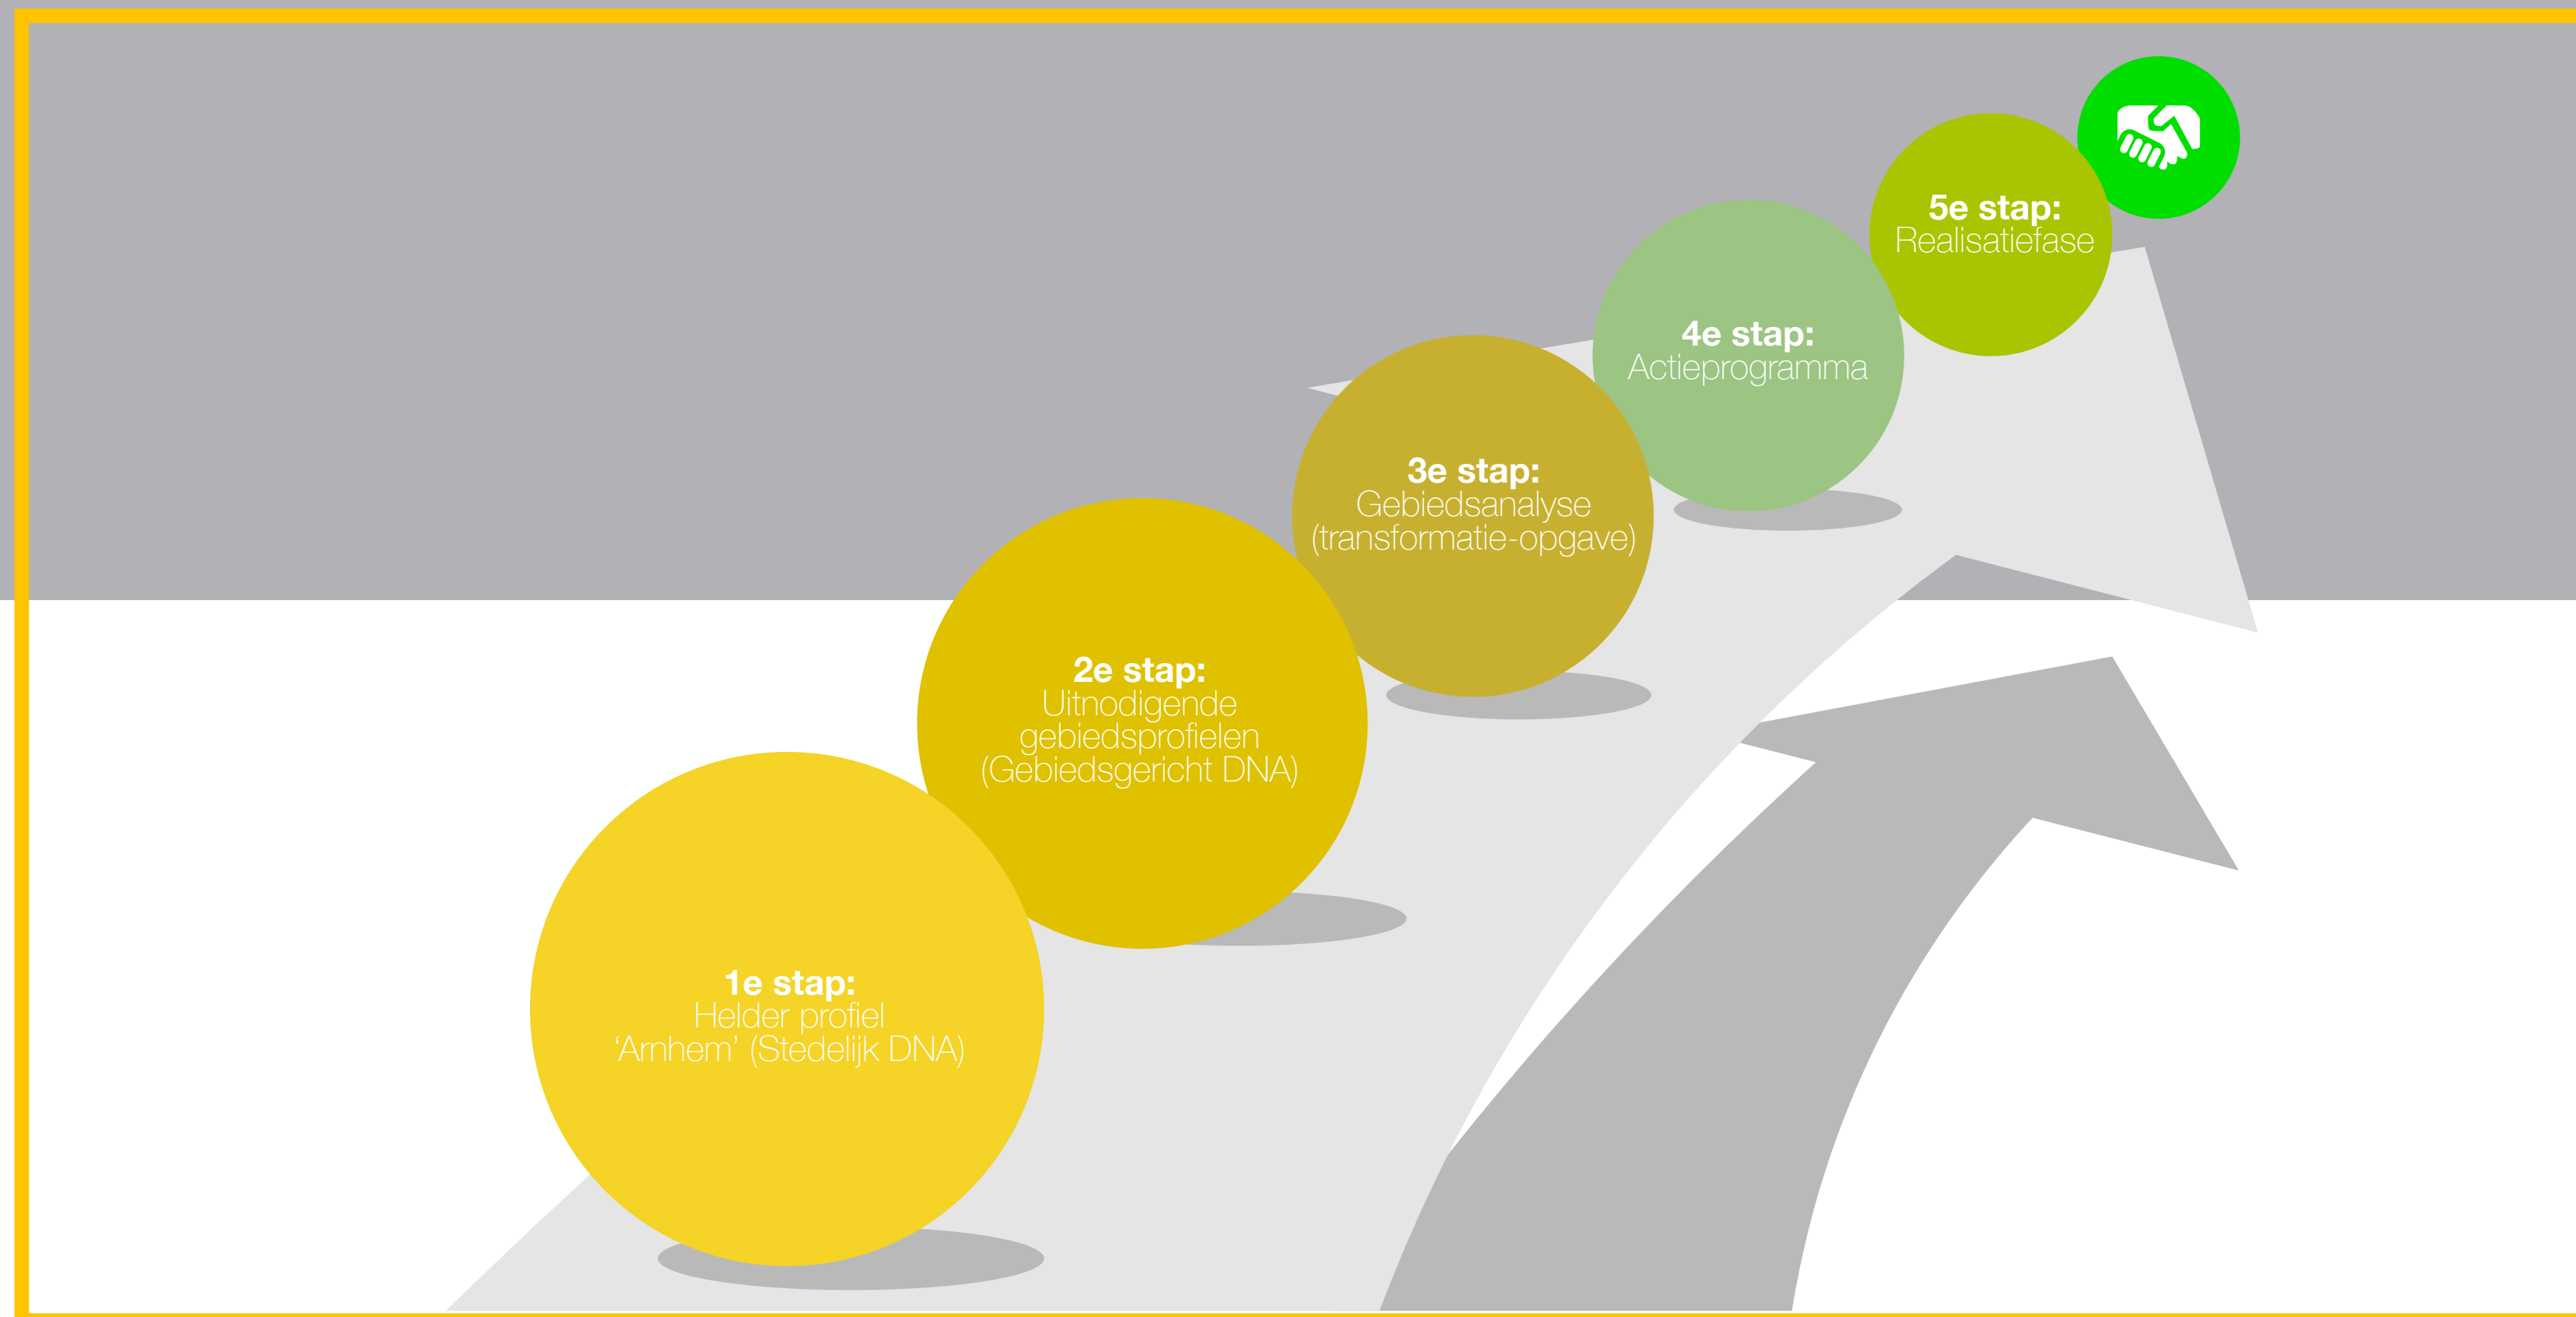 1e stap:
Helder profiel
‘Arnhem’ (Stedelijk DNA)
2e stap:
Uitnodigende
gebiedsprofielen
(Gebiedsgericht DNA)
3e stap:
Gebiedsanalyse
(transformatie-opgave)
4e stap:
Actieprogramma
5e stap:
Realisatiefase